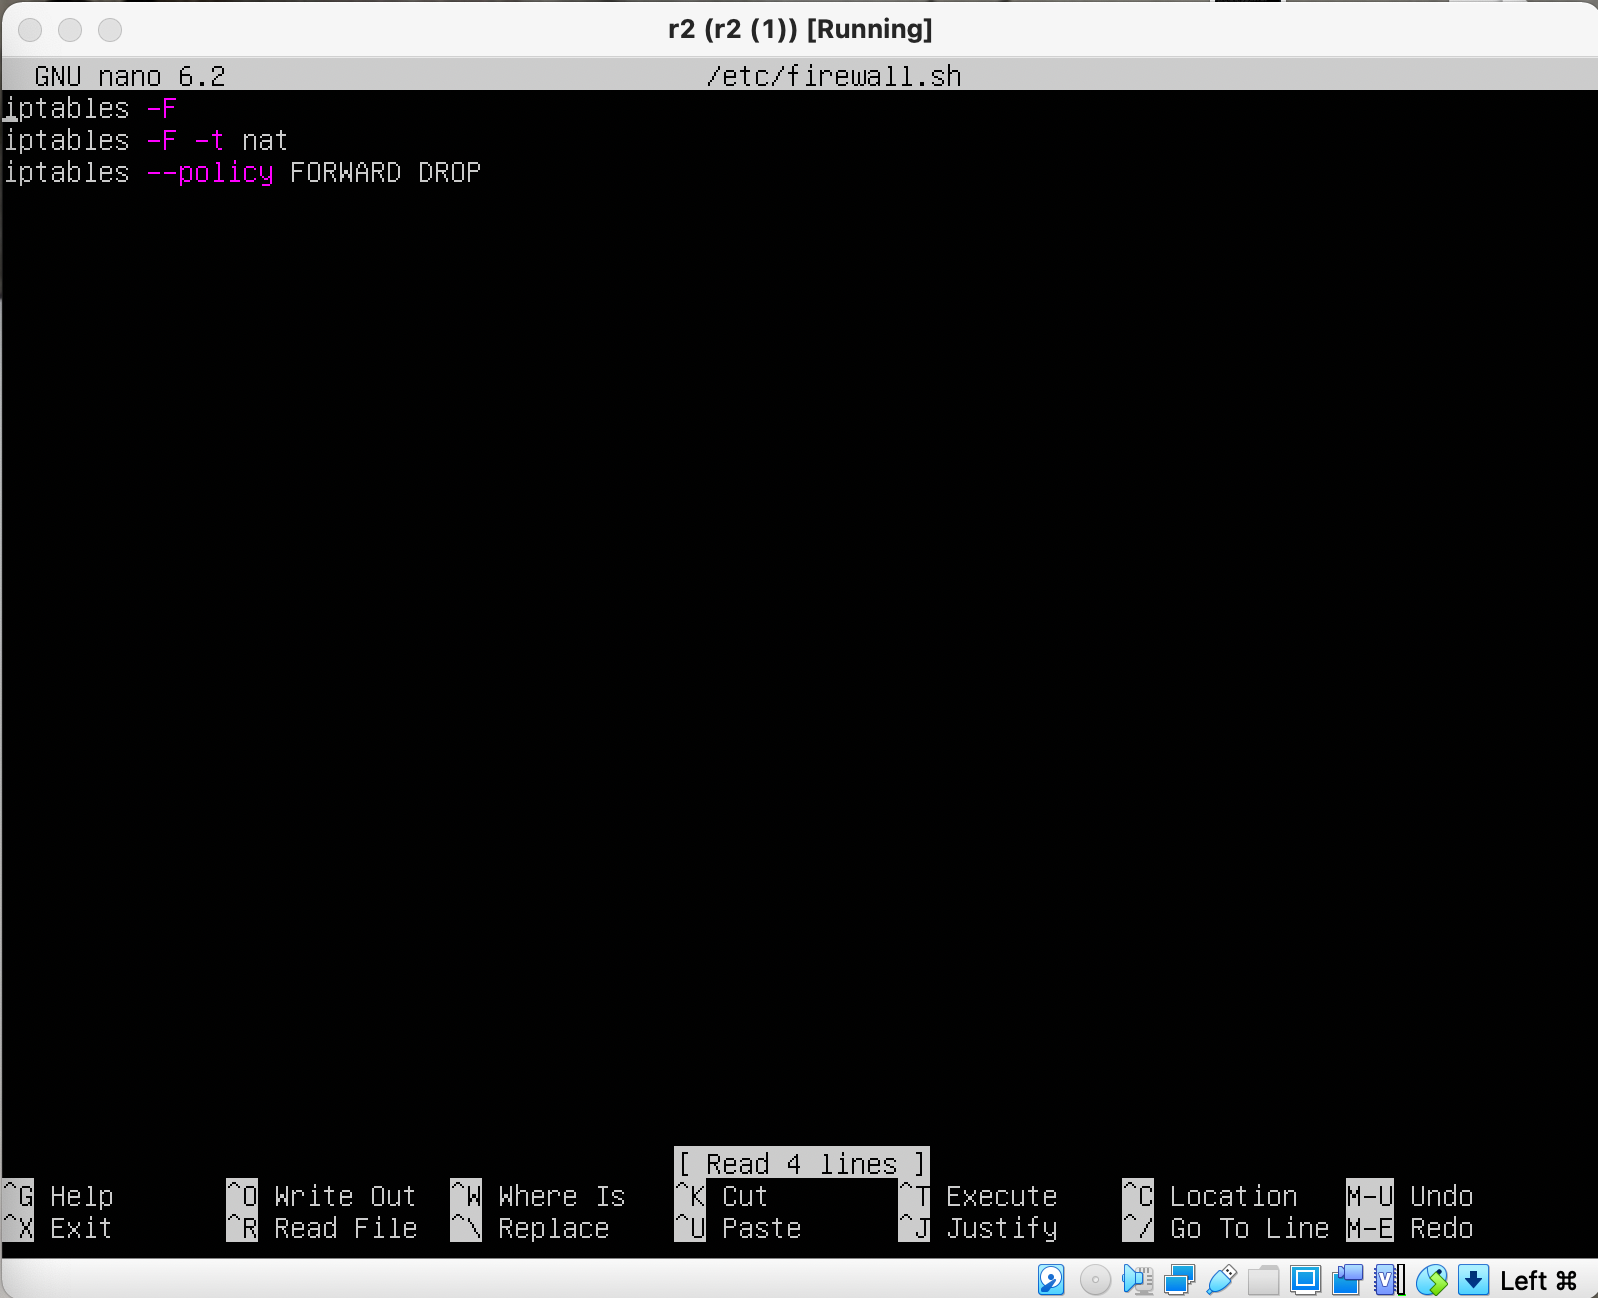 r2 (r2 (1)) [Running]
GNU nano 6.2 /etc/firewall.sh
iptables -F
iptables -F -t nat
iptables --policy FORWARD DROP
[ Read 4 lines ]
^G Help ^O Write Out ^W Where Is ^K Cut ^T Execute ^C Location M-U Undo
^X Exit ^R Read File ^\ Replace ^U Paste ^J Justify ^/ Go To Line M-E Redo
Left ⌘